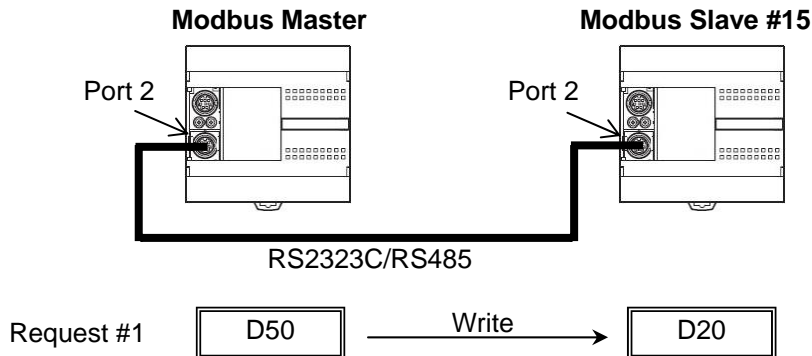 Modbus Master Modbus Slave #15
Port 2 Port 2
RS2323C/RS485
Request #1 D50 Write D20